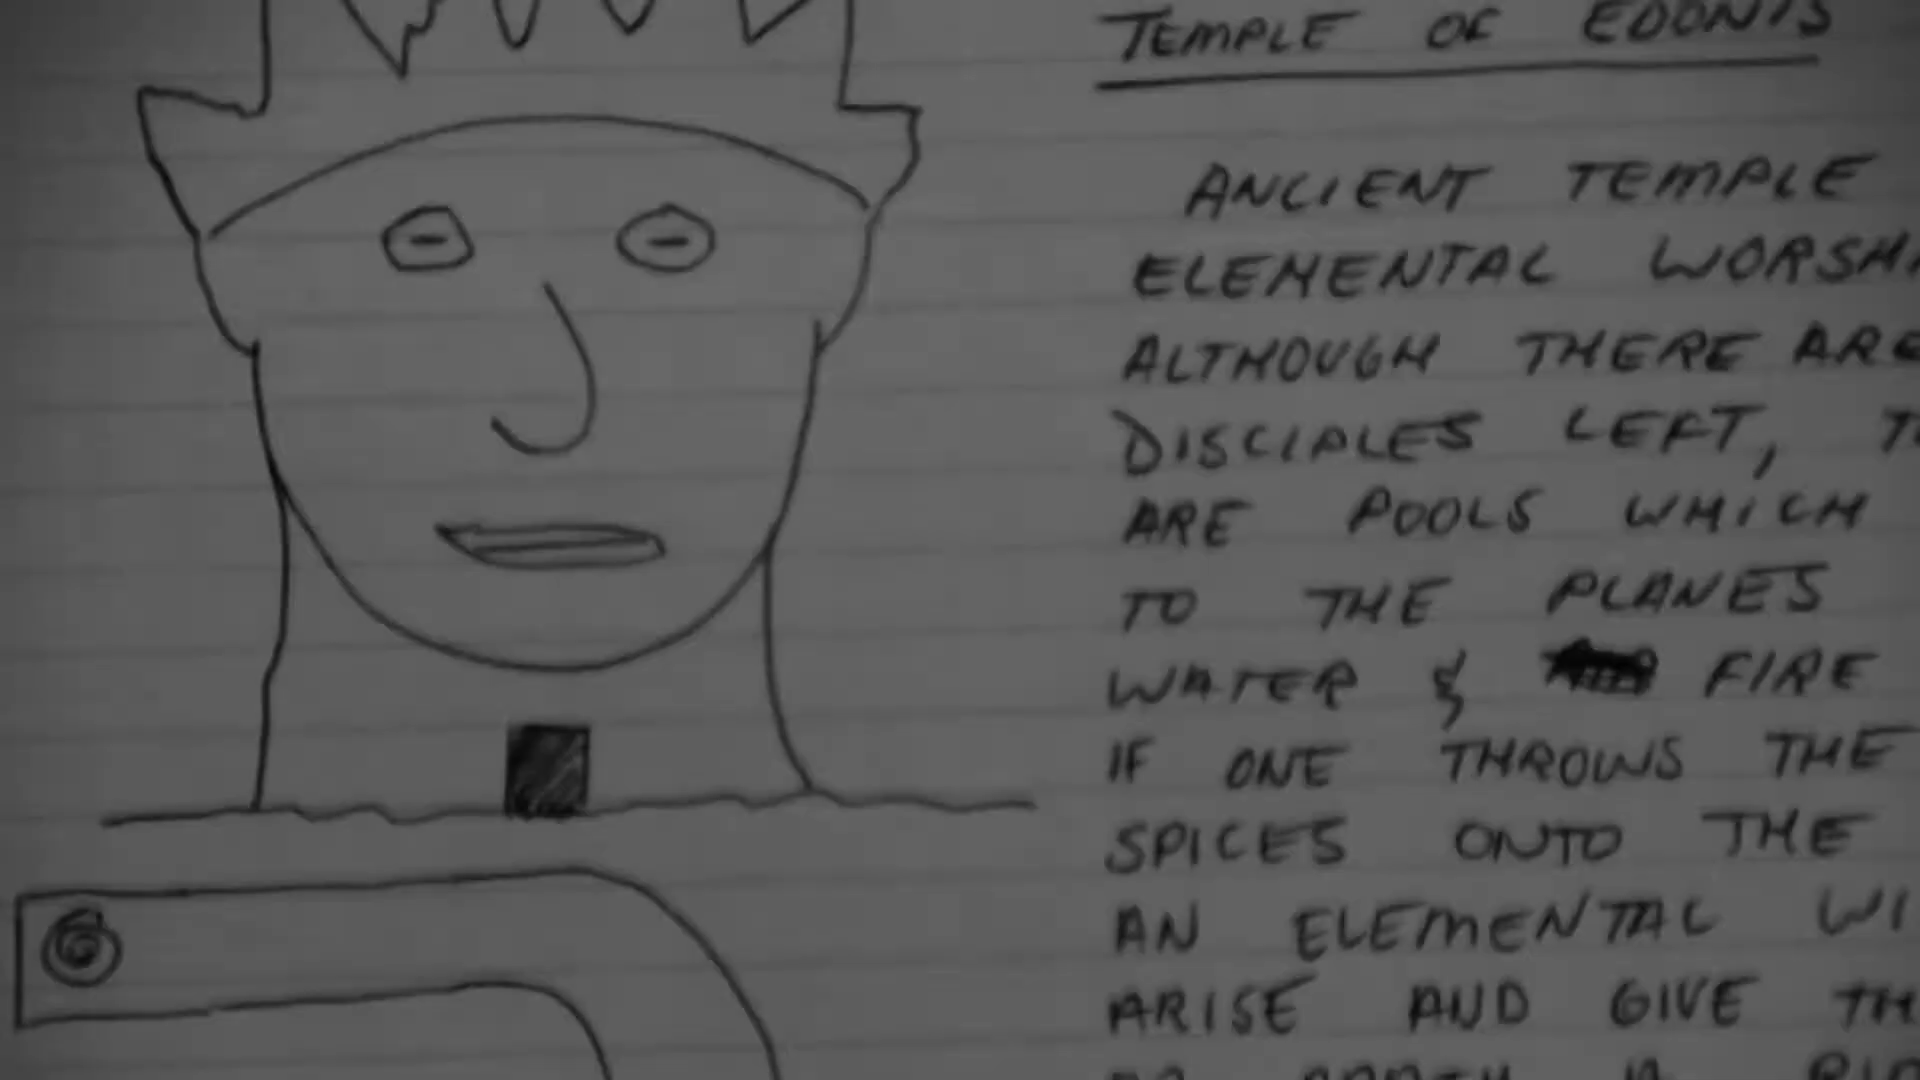 TEMPLE OF EDONIS
ANCIENT TEMPLE
ELEMENTAL
ALTHOUGH THERE ARE
DISCIPLES LEFT,
ARE POOLS WHICH
TO THE PLANES
WATER & FIRE
IF ONE THROWS THE
SPICES ONTO THE
AN ELEMENTAL
ARISE AND GIVE